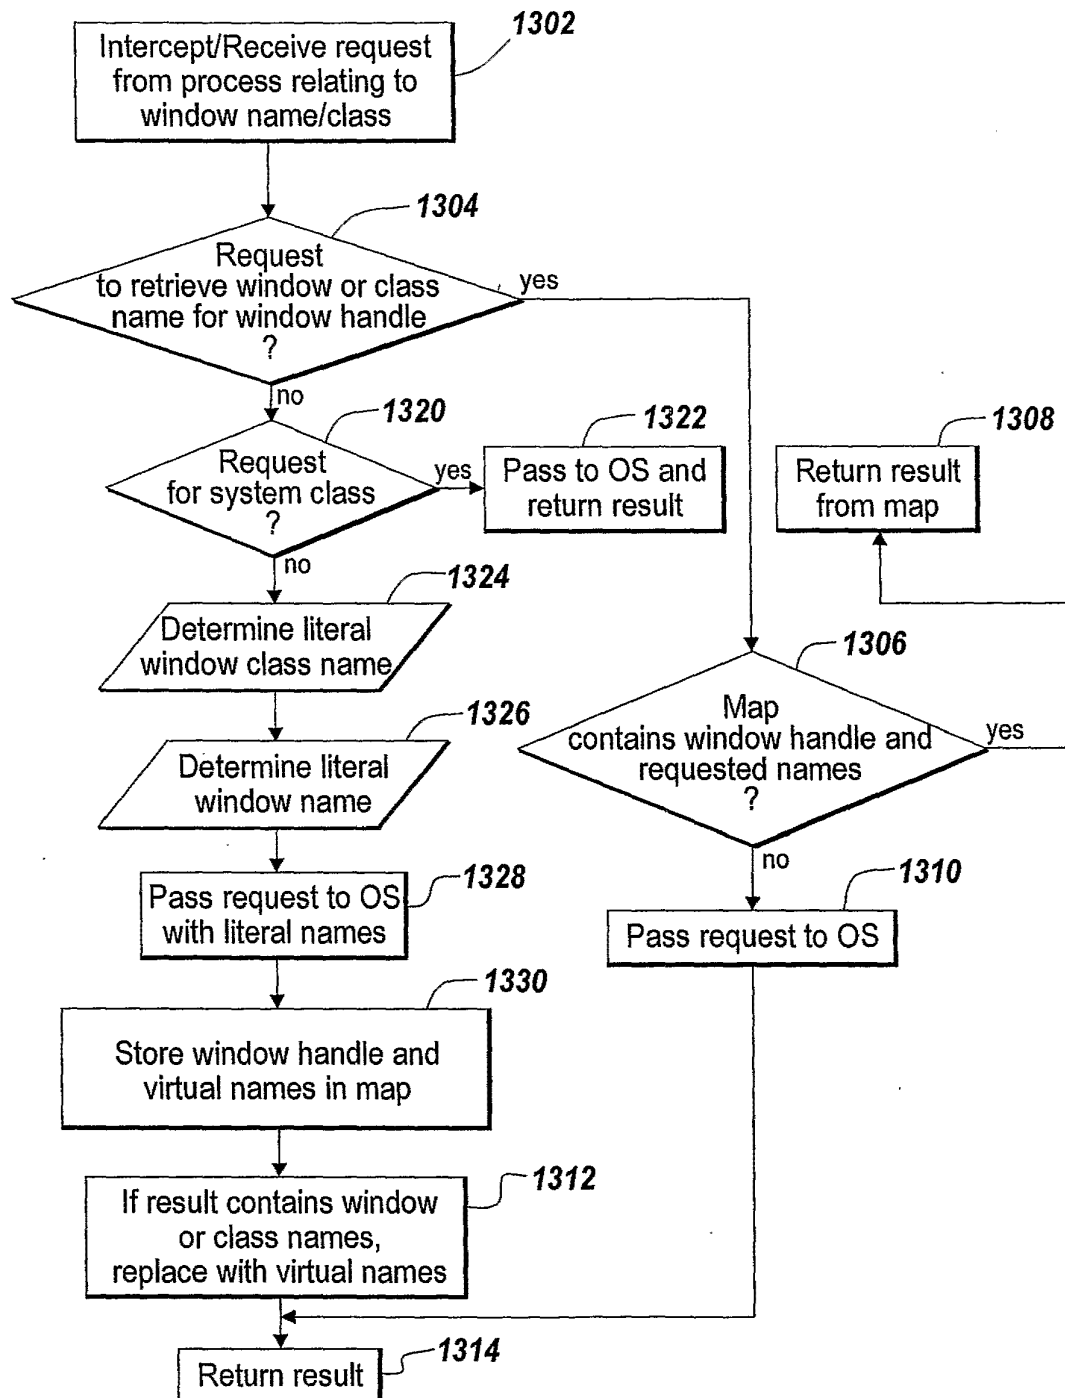 1302
Intercept/Receive request
from process relating to
window name/class
1304
Request
to retrieve window or class
name for window handle
?
yes
no
1320
Request
for system class
?
yes
no
1322
Pass to OS and
return result
1308
Return result
from map
1324
Determine literal
window class name
1306
Map
contains window handle and
requested names
?
yes
no
1326
Determine literal
window name
1328
Pass request to OS
with literal names
1310
Pass request to OS
1330
Store window handle and
virtual names in map
1312
If result contains window
or class names,
replace with virtual names
1314
Return result